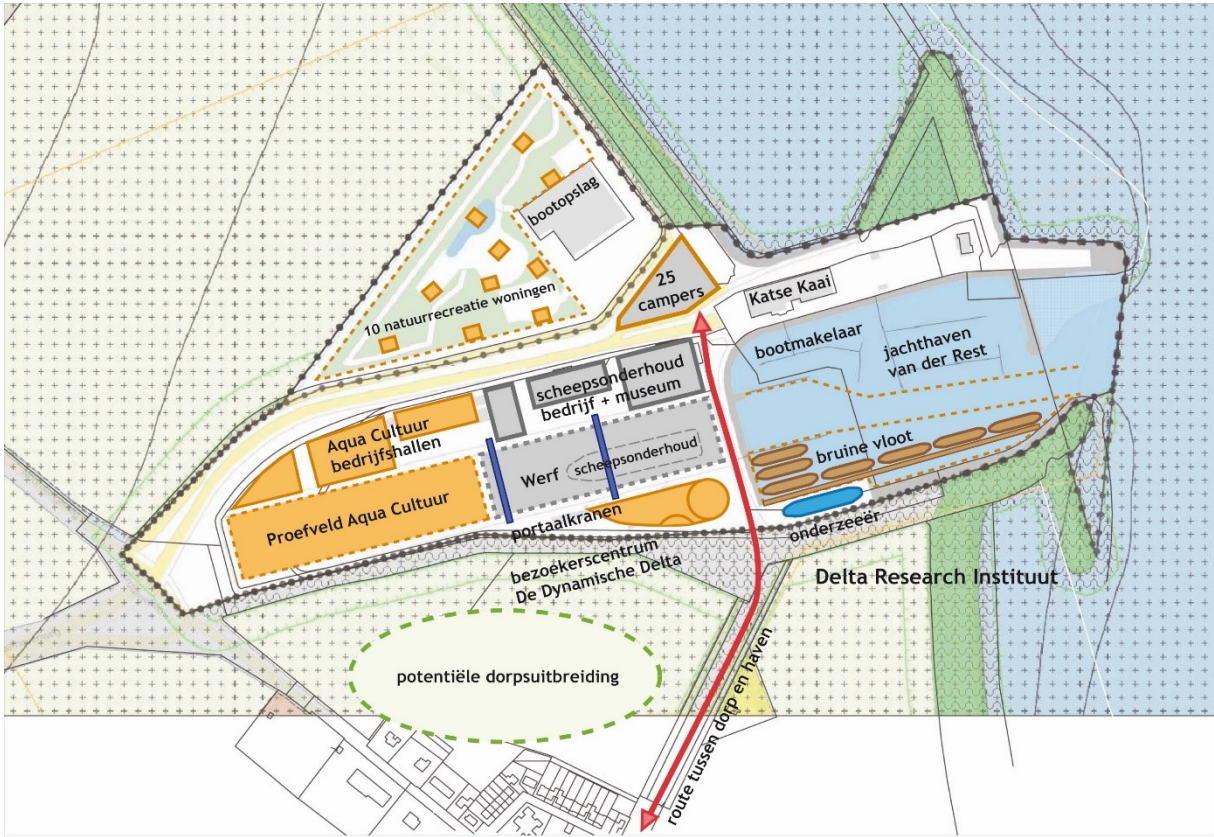 bootopslag
10 natuurrecreatie woningen
25
campers
Katse Kaai
bootmakelaar
jachthaven
van der Rest
scheepsonderhoud
bedrijf + museum
Aqua Cultuur
bedrijfshallen
bruine vloot
Werf
scheepsonderhoud
Proefveld Aqua Cultuur
portaalkranen
onderzeeër
bezoekerscentrum
De Dynamische Delta
Delta Research Instituut
potentiële dorpsuitbreiding
route tussen dorp en haven